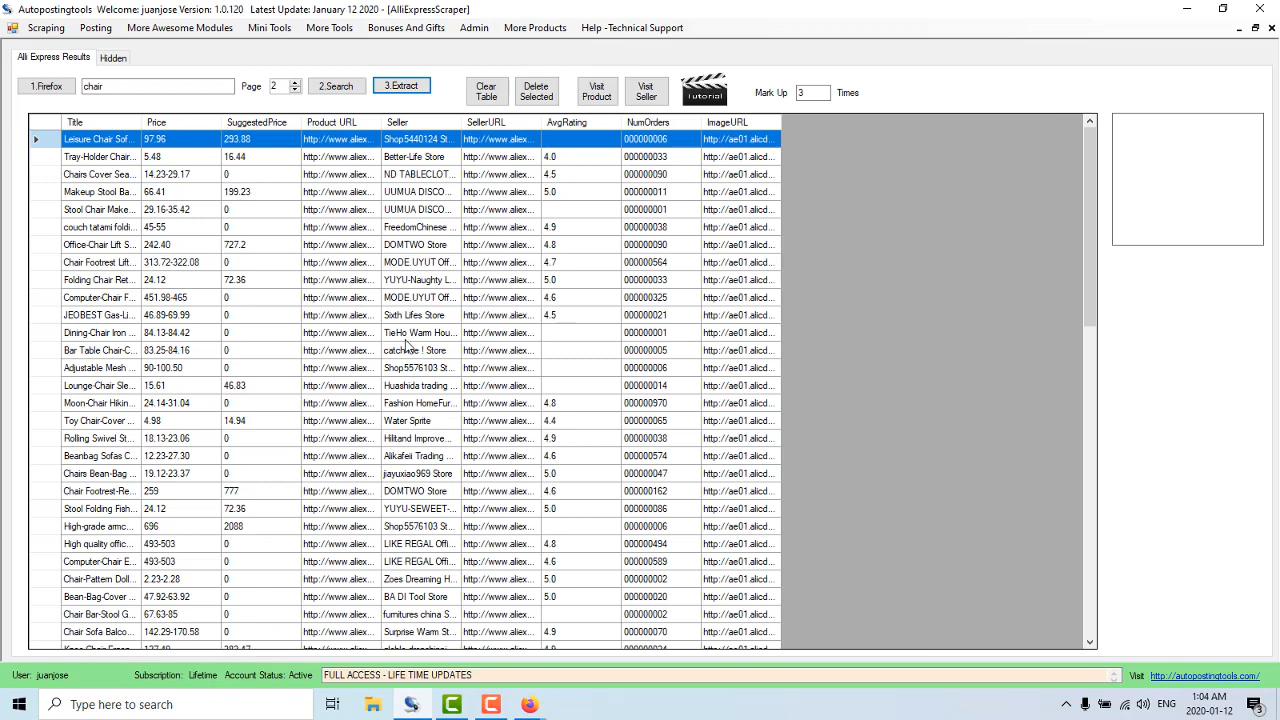 Autopostingtools Welcome: juanjose Version: 1.0.120 Latest Update: January 12 2020 - [AlliExpressScraper]
Scraping Posting More Awesome Modules Mini Tools More Tools Bonuses And Gifts Admin More Products Help -Technical Support
Alli Express Results Hidden
1.Firefox chair Page 2 2.Search 3.Extract Clear Table Delete Selected Visit Product Visit Seller Tutorial Mark Up 3 Times
Title Price SuggestedPrice Product URL Seller SellerURL AvgRating NumOrders ImageURL
Leisure Chair Sof... 97.96 293.88 http://www.aliex... Shop5440124 St... http://www.aliex... 000000006 http://ae01.alicd...
Tray-Holder Chair... 5.48 16.44 http://www.aliex... Better-Life Store http://www.aliex... 4.0 000000033 http://ae01.alicd...
Chairs Cover Sea... 14.23-29.17 0 http://www.aliex... ND TABLECLOT... http://www.aliex... 4.5 000000090 http://ae01.alicd...
Makeup Stool Ba... 66.41 199.23 http://www.aliex... UUMUA DISCO... http://www.aliex... 5.0 000000011 http://ae01.alicd...
Stool Chair Make... 29.16-35.42 0 http://www.aliex... UUMUA DISCO... http://www.aliex... 000000001 http://ae01.alicd...
couch tatami foldi... 45-55 0 http://www.aliex... FreedomChinese ... http://www.aliex... 4.9 000000038 http://ae01.alicd...
Office-Chair Lift S... 242.40 727.2 http://www.aliex... DOMTWO Store http://www.aliex... 4.8 000000090 http://ae01.alicd...
Chair Footrest Lift... 313.72-322.08 0 http://www.aliex... MODE.UYUT Off... http://www.aliex... 4.7 000000564 http://ae01.alicd...
Folding Chair Ret... 24.12 72.36 http://www.aliex... YUYU-Naughty L... http://www.aliex... 5.0 000000033 http://ae01.alicd...
Computer-Chair F... 451.98-465 0 http://www.aliex... MODE.UYUT Off... http://www.aliex... 4.6 000000325 http://ae01.alicd...
JEOBEST Gas-Li... 46.89-69.99 0 http://www.aliex... Sixth Lifes Store http://www.aliex... 4.5 000000021 http://ae01.alicd...
Dining-Chair Iron ... 84.13-84.42 0 http://www.aliex... TieHo Warm Hou... http://www.aliex... 000000001 http://ae01.alicd...
Bar Table Chair-C... 83.25-84.16 0 http://www.aliex... ! Store http://www.aliex... 000000005 http://ae01.alicd...
Adjustable Mesh ... 90-100.50 0 http://www.aliex... Shop5576103 St... http://www.aliex... 000000006 http://ae01.alicd...
Lounge-Chair Sle... 15.61 46.83 http://www.aliex... Huashida trading ... http://www.aliex... 000000014 http://ae01.alicd...
Moon-Chair Hikin... 24.14-31.04 0 http://www.aliex... Fashion HomeFur... http://www.aliex... 4.8 000000970 http://ae01.alicd...
Toy Chair-Cover ... 4.98 14.94 http://www.aliex... Water Sprite http://www.aliex... 4.4 000000065 http://ae01.alicd...
Rolling Swivel St... 18.13-23.06 0 http://www.aliex... Hilitand Improve... http://www.aliex... 4.9 000000038 http://ae01.alicd...
Beanbag Sofas C... 12.23-27.30 0 http://www.aliex... Alikafeii Trading ... http://www.aliex... 4.6 000000574 http://ae01.alicd...
Chairs Bean-Bag ... 19.12-23.37 0 http://www.aliex... jiayuxiao969 Store http://www.aliex... 5.0 000000047 http://ae01.alicd...
Chair Footrest-Re... 259 777 http://www.aliex... DOMTWO Store http://www.aliex... 4.6 000000162 http://ae01.alicd...
Stool Folding Fish... 24.12 72.36 http://www.aliex... YUYU-SEWEET-... http://www.aliex... 5.0 000000086 http://ae01.alicd...
High-grade armc... 696 2088 http://www.aliex... Shop5576103 St... http://www.aliex... 000000006 http://ae01.alicd...
High quality offic... 493-503 0 http://www.aliex... LIKE REGAL Offi... http://www.aliex... 4.8 000000494 http://ae01.alicd...
Computer-Chair E... 493-503 0 http://www.aliex... LIKE REGAL Offi... http://www.aliex... 4.6 000000589 http://ae01.alicd...
Chair-Pattern Doll... 2.23-2.28 0 http://www.aliex... Zoes Dreaming H... http://www.aliex... 5.0 000000002 http://ae01.alicd...
Bean-Bag-Cover ... 47.92-63.92 0 http://www.aliex... BA DI Tool Store http://www.aliex... 5.0 000000020 http://ae01.alicd...
Chair Bar-Stool G... 67.63-85 0 http://www.aliex... furnitures china S... http://www.aliex... 000000002 http://ae01.alicd...
Chair Sofa Balco... 142.29-170.58 0 http://www.aliex... Surprise Warm St... http://www.aliex... 4.9 000000070 http://ae01.alicd...
User: juanjose Subscription: Lifetime Account Status: Active FULL ACCESS - LIFE TIME UPDATES Visit http://autopostingtools.com/
Type here to search ENG 1:04 AM 2020-01-12 3